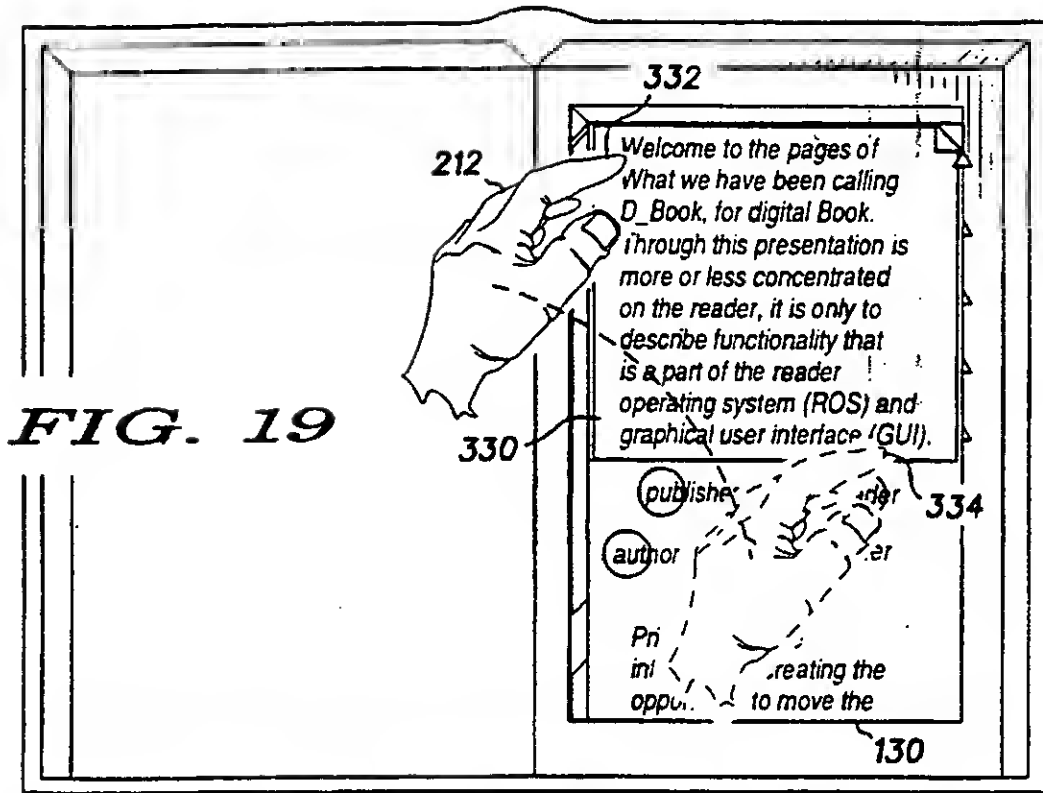 332
212
Welcome to the pages of
What we have been calling
D_Book, for digital Book.
Through this presentation is
more or less concentrated
on the reader, it is only to
describe functionality that
is a part of the reader
operating system (ROS) and
graphical user interface (GUI).
FIG. 19
330
334
publisher
author
reating the
to move the
130